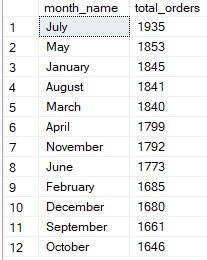 month_name total_orders
1 July 1935
2 May 1853
3 January 1845
4 August 1841
5 March 1840
6 April 1799
7 November 1792
8 June 1773
9 February 1685
10 December 1680
11 September 1661
12 October 1646